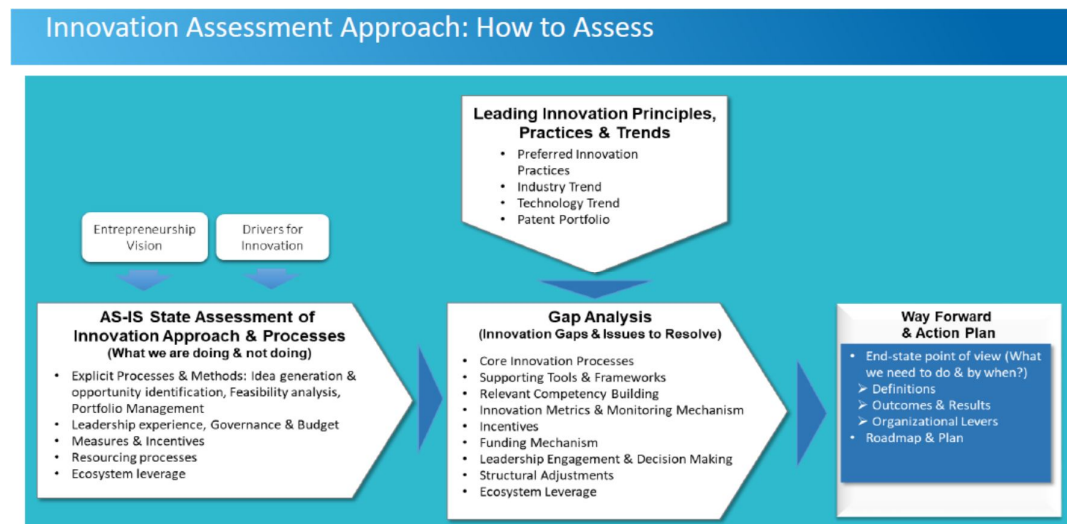 Innovation Assessment Approach: How to Assess
Leading Innovation Principles,
Practices & Trends
• Preferred Innovation
Practices
• Industry Trend
• Technology Trend
• Patent Portfolio
Entrepreneurship
Vision
Drivers for
Innovation
AS-IS State Assessment of
Innovation Approach & Processes
(What we are doing & not doing)
• Explicit Processes & Methods: Idea generation &
opportunity identification, Feasibility analysis,
Portfolio Management
• Leadership experience, Governance & Budget
• Measures & Incentives
• Resourcing processes
• Ecosystem leverage
Gap Analysis
(Innovation Gaps & Issues to Resolve)
• Core Innovation Processes
• Supporting Tools & Frameworks
• Relevant Competency Building
• Innovation Metrics & Monitoring Mechanism
• Incentives
• Funding Mechanism
• Leadership Engagement & Decision Making
• Structural Adjustments
• Ecosystem Leverage
Way Forward
& Action Plan
• End-state point of view (What
we need to do & by when?)
➢ Definitions
➢ Outcomes & Results
➢ Organizational Levers
• Roadmap & Plan